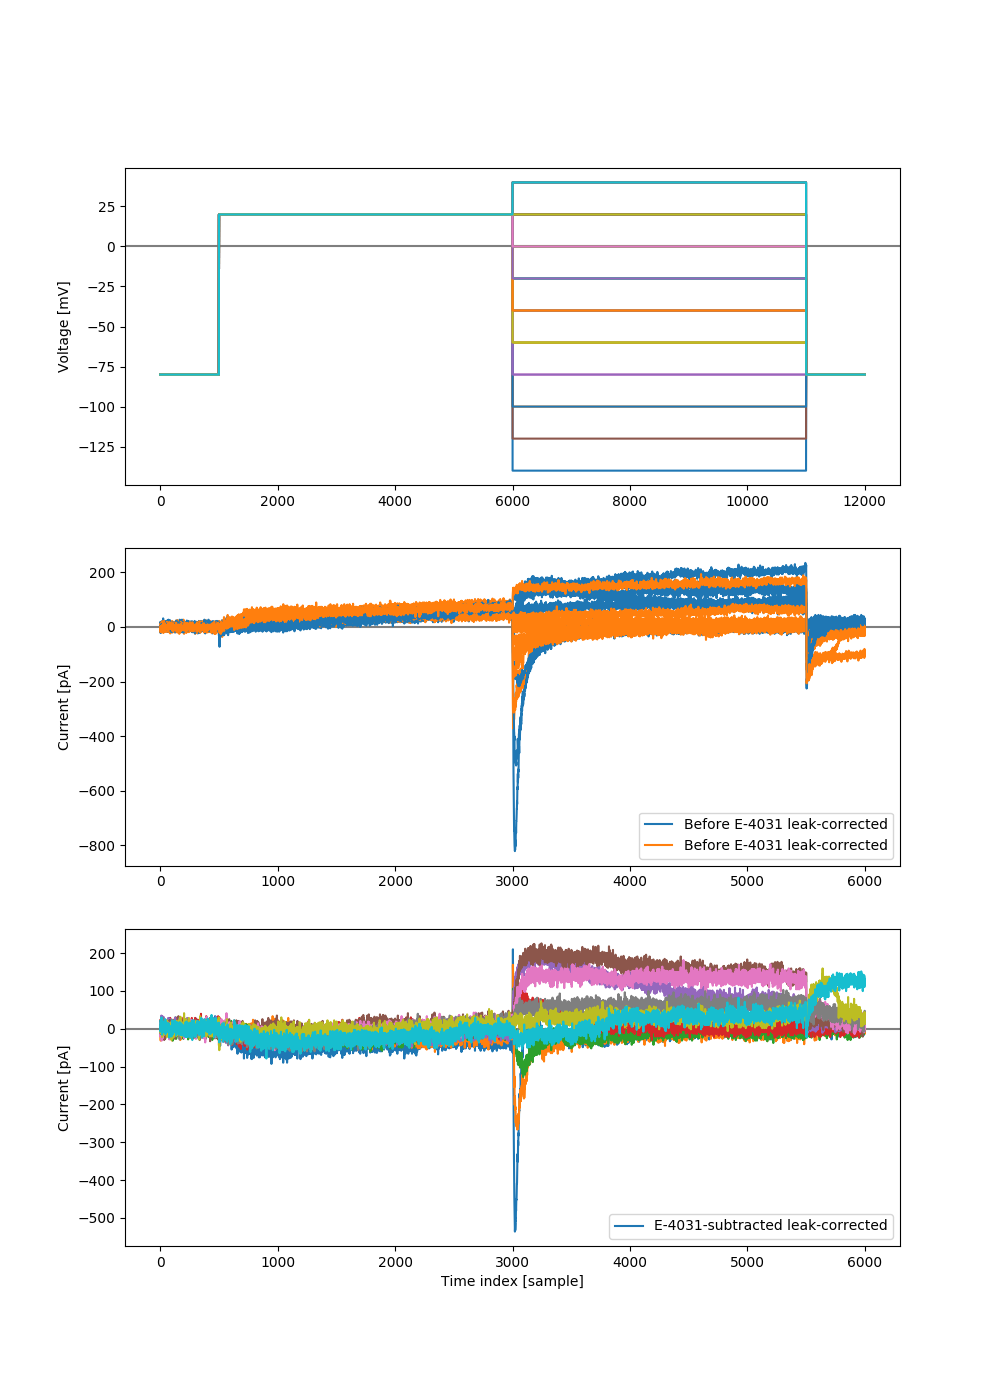 25
0
−25
−50
−75
−100
−125
Voltage [mV]
0 2000 4000 6000 8000 10000 12000
200
0
−200
−400
−600
−800
Current [pA]
Before E-4031 leak-corrected
Before E-4031 leak-corrected
0 1000 2000 3000 4000 5000 6000
200
100
0
−100
−200
−300
−400
−500
Current [pA]
E-4031-subtracted leak-corrected
0 1000 2000 3000 4000 5000 6000
Time index [sample]